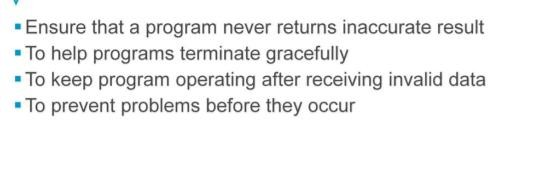 ▪ Ensure that a program never returns inaccurate result
▪ To help programs terminate gracefully
▪ To keep program operating after receiving invalid data
▪ To prevent problems before they occur